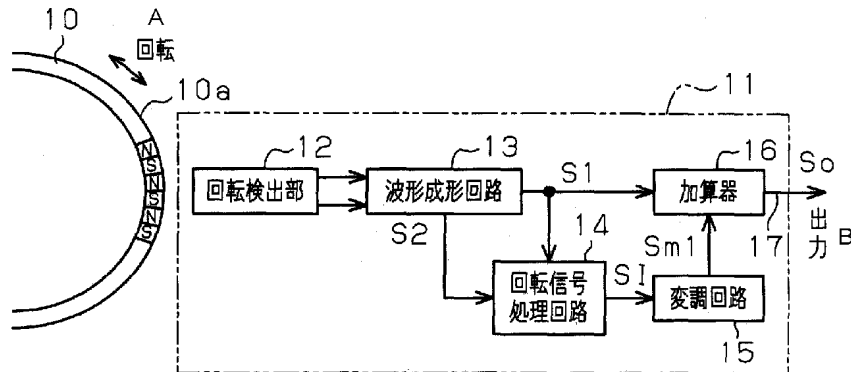 A
回転
10
10a
11
N
S
N
S
N
S
12
回転検出部
13
波形成形回路
S1
S2
14
回転信号
処理回路
SI
Sm1
変調回路
15
16
加算器
17
So
出力
B